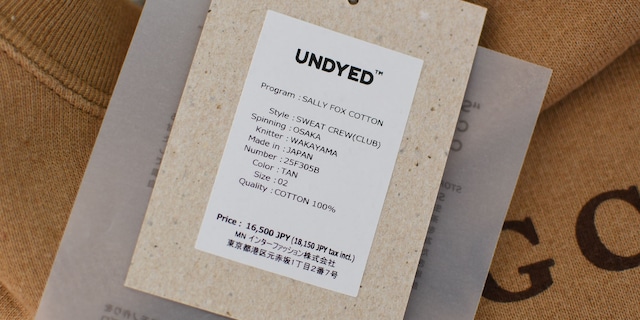 UNDYED™
Program : SALLY FOX COTTON
Style : SWEAT CREW(CLUB)
Spinning : OSAKA
Knitter : WAKAYAMA
Made in : JAPAN
Number : 25F305B
Color : TAN
Size : 02
Quality : COTTON 100%
Price : 16,500 JPY (18,150 JPY tax incl.)
MN インターファッション株式会社
東京都港区元赤坂1丁目2番7号
GO